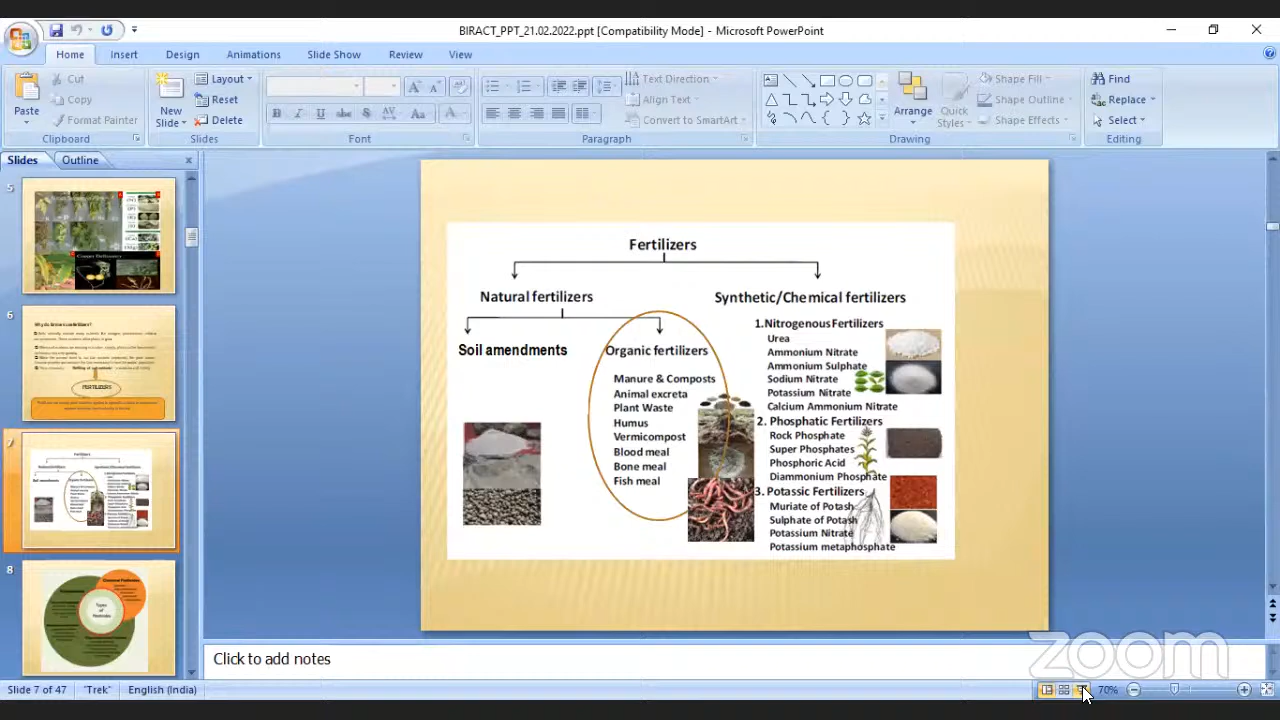 BIRACT_PPT_21.02.2022.ppt [Compatibility Mode] - Microsoft PowerPoint
Home Insert Design Slide Show Animations Review View
Paste
Cut
Copy
Format Painter
Clipboard
New Slide
Layout
Reset
Delete
Slides
Font
Text Direction
Align Text
Convert to SmartArt
Paragraph
Arrange
Quick Styles
Shape Fill
Shape Outline
Shape Effects
Drawing
Find
Replace
Select
Editing
Slides Outline
5
6
FERTILIZERS
7
8
Fertilizers
Natural fertilizers
Synthetic/Chemical fertilizers
Soil amendments
Organic fertilizers
Manure & Composts
Animal excreta
Plant Waste
Humus
Vermicompost
Blood meal
Bone meal
Fish meal
1.Nitrogenous Fertilizers
Urea
Ammonium Nitrate
Ammonium Sulphate
Sodium Nitrate
Potassium Nitrate
Calcium Ammonium Nitrate
2. Phosphatic Fertilizers
Rock Phosphate
Super Phosphates
Phosphoric Acid
Diammonium Phosphate
3. Potassic Fertilizers
Muriate of Potash
Sulphate of Potash
Potassium Nitrate
Potassium metaphosphate
Click to add notes
zoom
Slide 7 of 47 "Trek" English (India) 70%